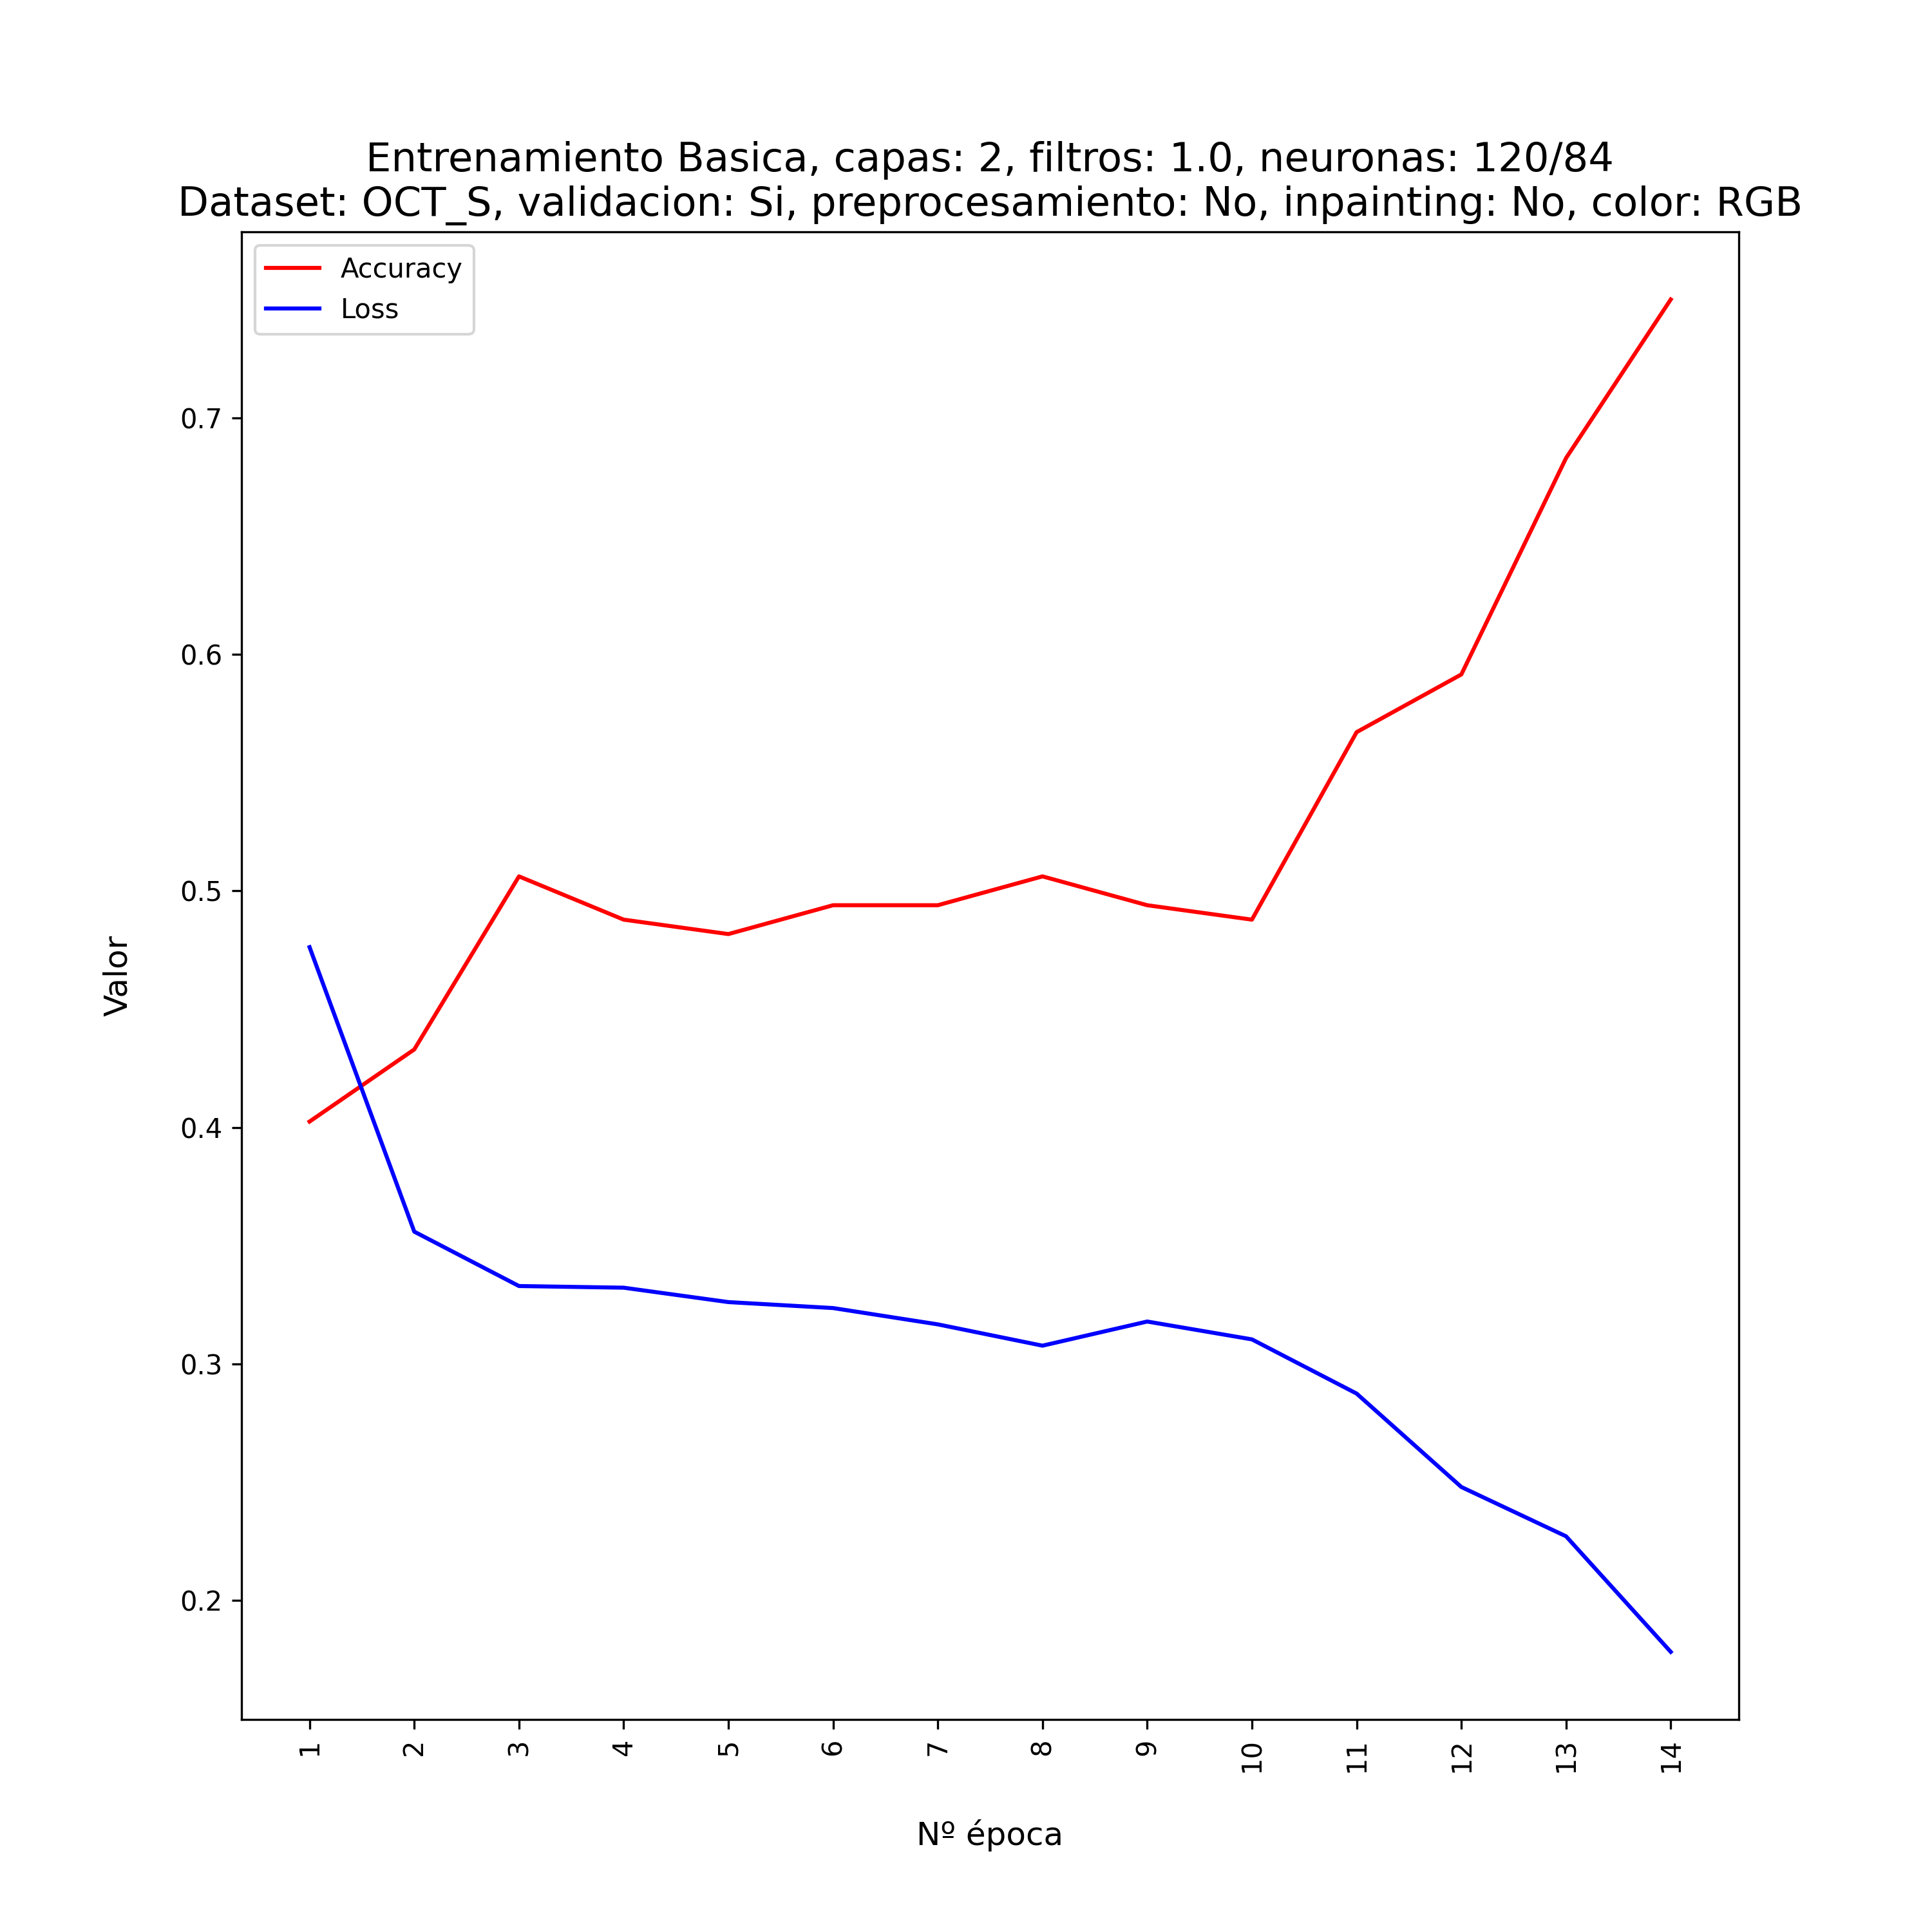 Entrenamiento Basica, capas: 2, filtros: 1.0, neuronas: 120/84
Dataset: OCT_S, validacion: Si, preprocesamiento: No, inpainting: No, color: RGB
Accuracy
Loss
0.7
0.6
0.5
0.4
0.3
0.2
Valor
1 2 3 4 5 6 7 8 9 10 11 12 13 14
Nº época